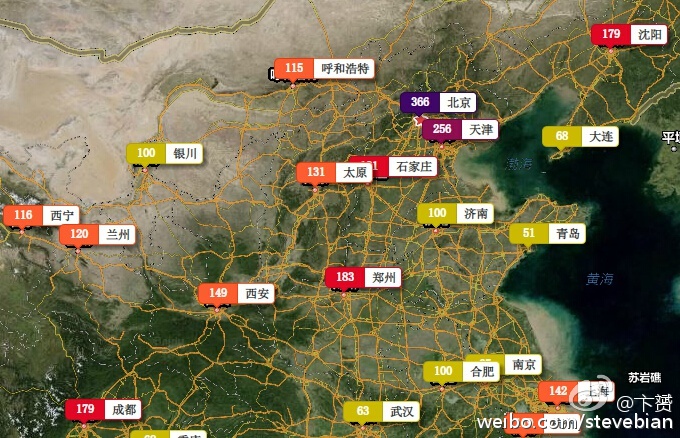 179 沈阳
115 呼和浩特
366 北京
256 天津
68 大连
渤海
100 银川
131 太原
石家庄
116 西宁
120 兰州
100 济南
51 青岛
149 西安
183 郑州
黄海
100 合肥
南京
苏岩礁
142 上海
179 成都
63 武汉
@卞赟
weibo.com/stevebian